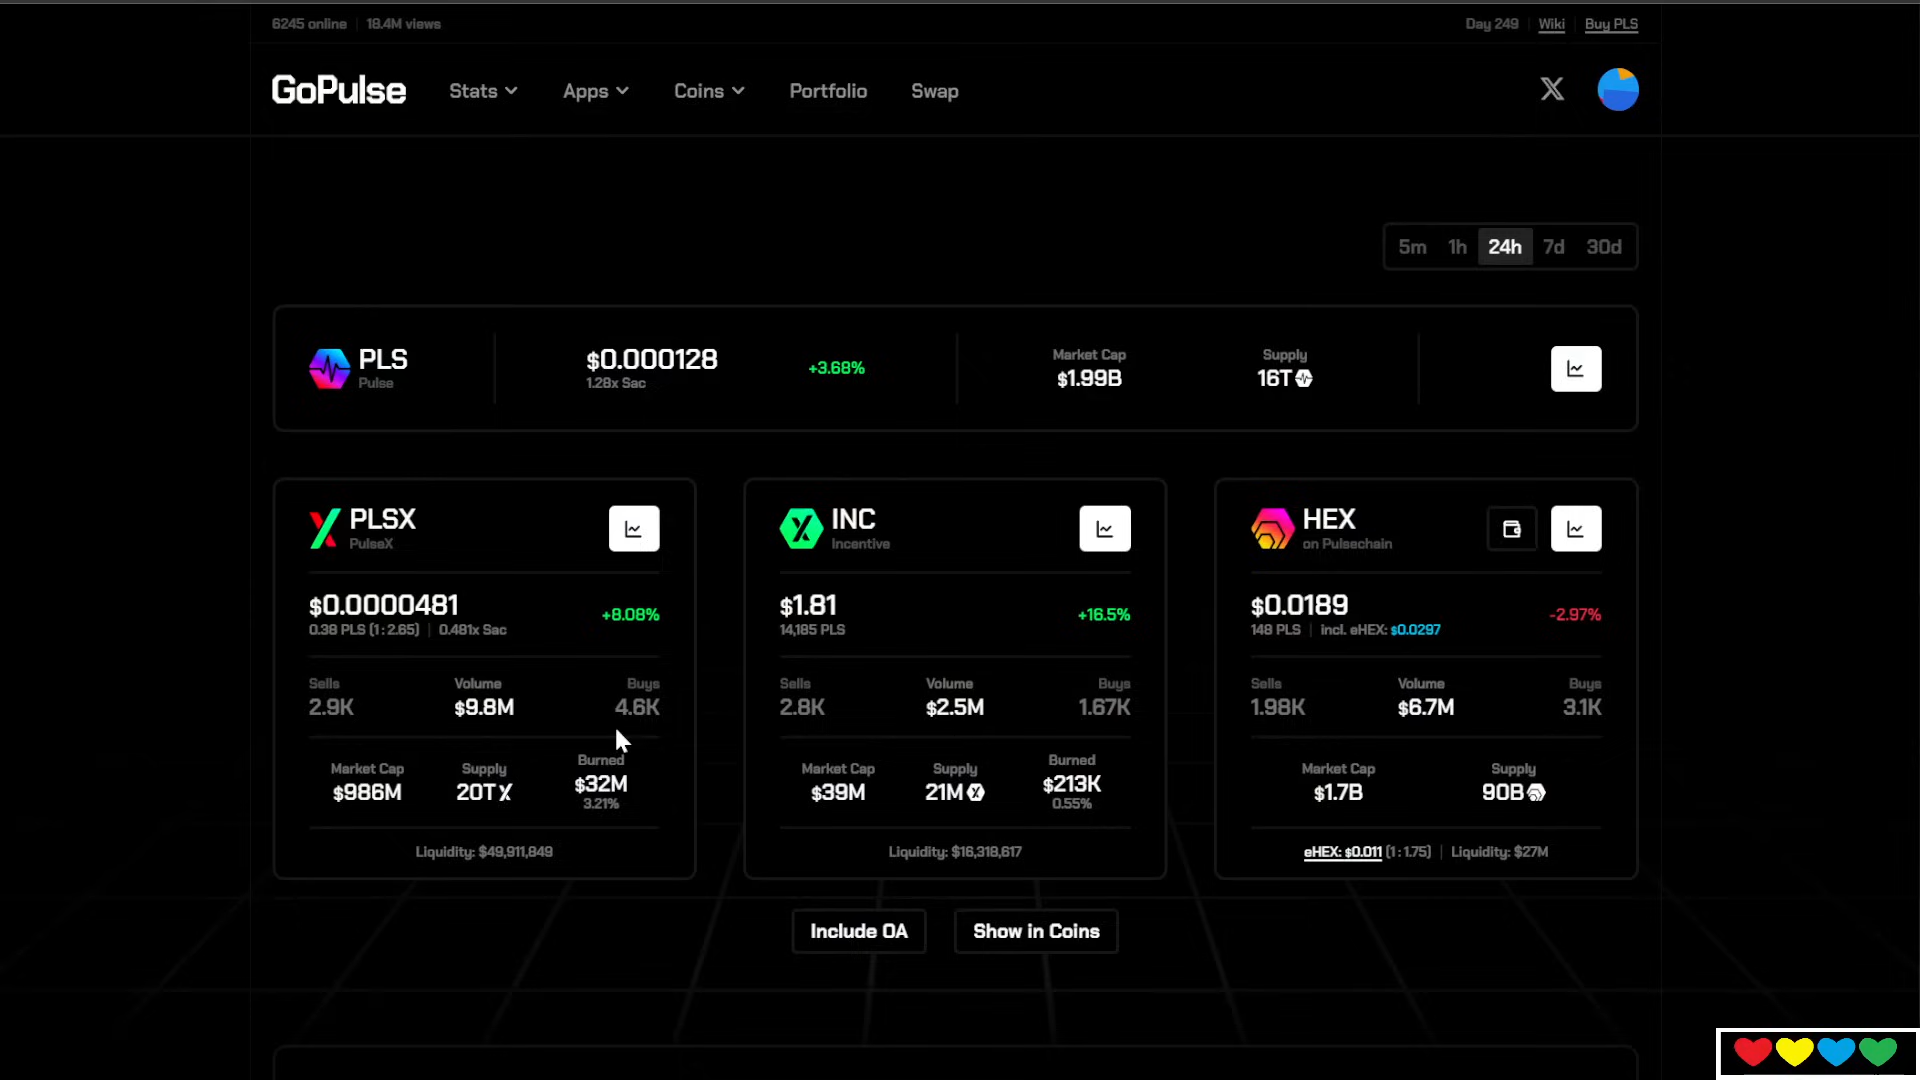 6245 online | 18.4M views
Day 249 | Wiki | Buy PLS
GoPulse Stats Apps Coins Portfolio Swap
5m 1h 24h 7d 30d
PLS
Pulse
$0.000128
1.28x Sac
+3.68%
Market Cap
$1.99B
Supply
16T
PLSX
PulseX
$0.0000481
0.38 PLS (1 : 2.65) | 0.481x Sac
+8.08%
Sells Volume Buys
2.9K $9.8M 4.6K
Market Cap
$986M
Supply
20T
Burned
$32M
3.21%
Liquidity: $49,911,849
INC
Incentive
$1.81
14,185 PLS
+16.5%
Sells Volume Buys
2.8K $2.5M 1.67K
Market Cap
$39M
Supply
21M
Burned
$213K
0.55%
Liquidity: $16,318,617
HEX
on Pulsechain
$0.0189
148 PLS | incl. eHEX: $0.0297
-2.97%
Sells Volume Buys
1.98K $6.7M 3.1K
Market Cap
$1.7B
Supply
90B
eHEX: $0.011 (1 : 1.75) | Liquidity: $27M
Include OA
Show in Coins